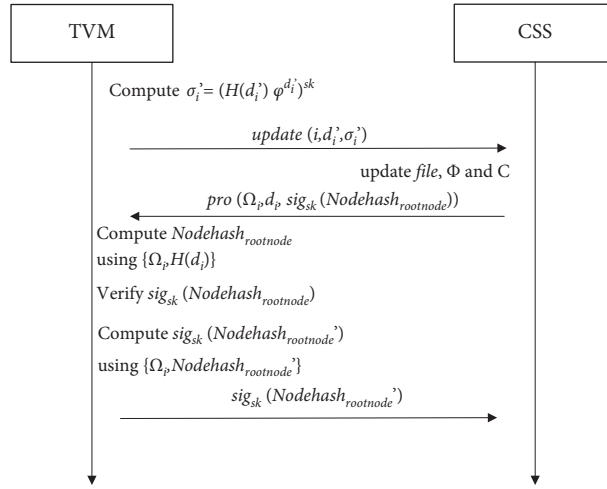 TVM
CSS
Compute σi’= (H(di’) φ^di’)^sk
update (i,di’,σi’)
update file, Φ and C
pro (Ωi,di, sigsk (Nodehashrootnode))
Compute Nodehashrootnode
using {Ωi,H(di)}
Verify sigsk (Nodehashrootnode)
Compute sigsk (Nodehashrootnode’)
using {Ωi,Nodehashrootnode’}
sigsk (Nodehashrootnode’)